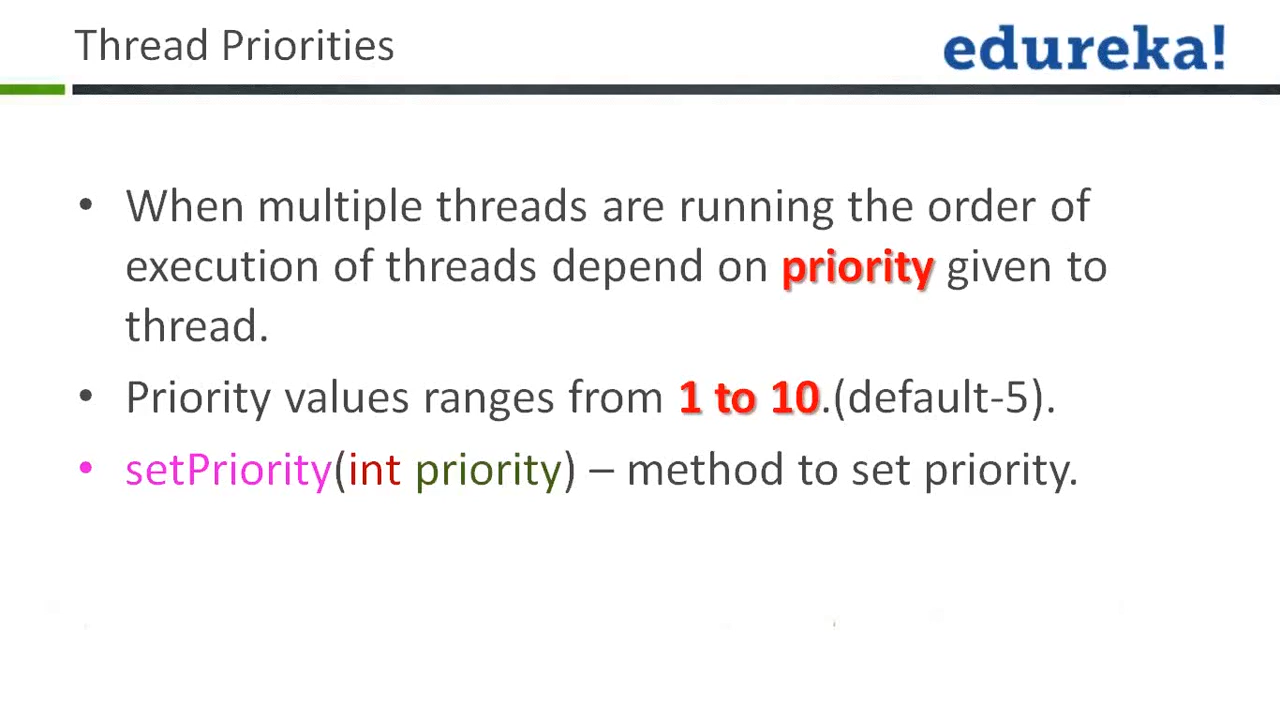 Thread Priorities
edureka!
• When multiple threads are running the order of
execution of threads depend on priority given to
thread.
• Priority values ranges from 1 to 10.(default-5).
• setPriority(int priority) – method to set priority.